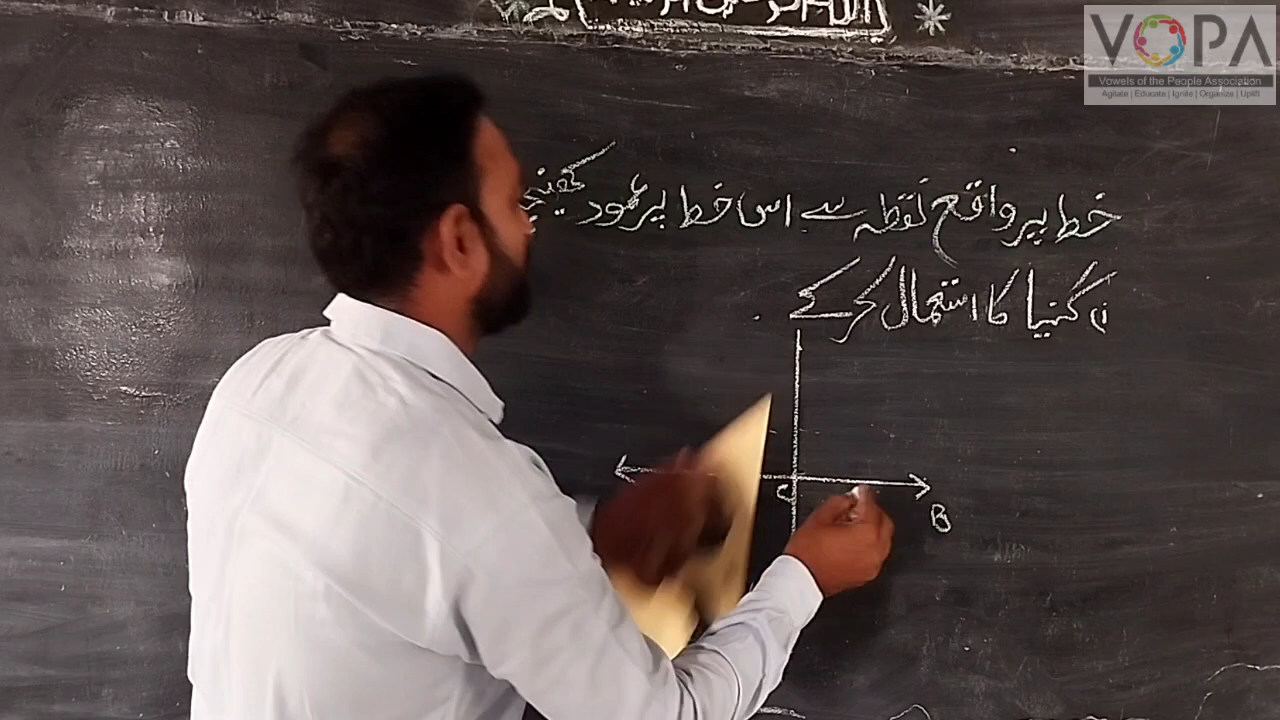 VOPA
Vowels of the People Association
Agitate | Educate | Ignite | Organize | Uplift
خط پر واقع نقطہ سے اس خط پر عمود کھینچ
(i گنیا کا استعمال کرکے
C
B